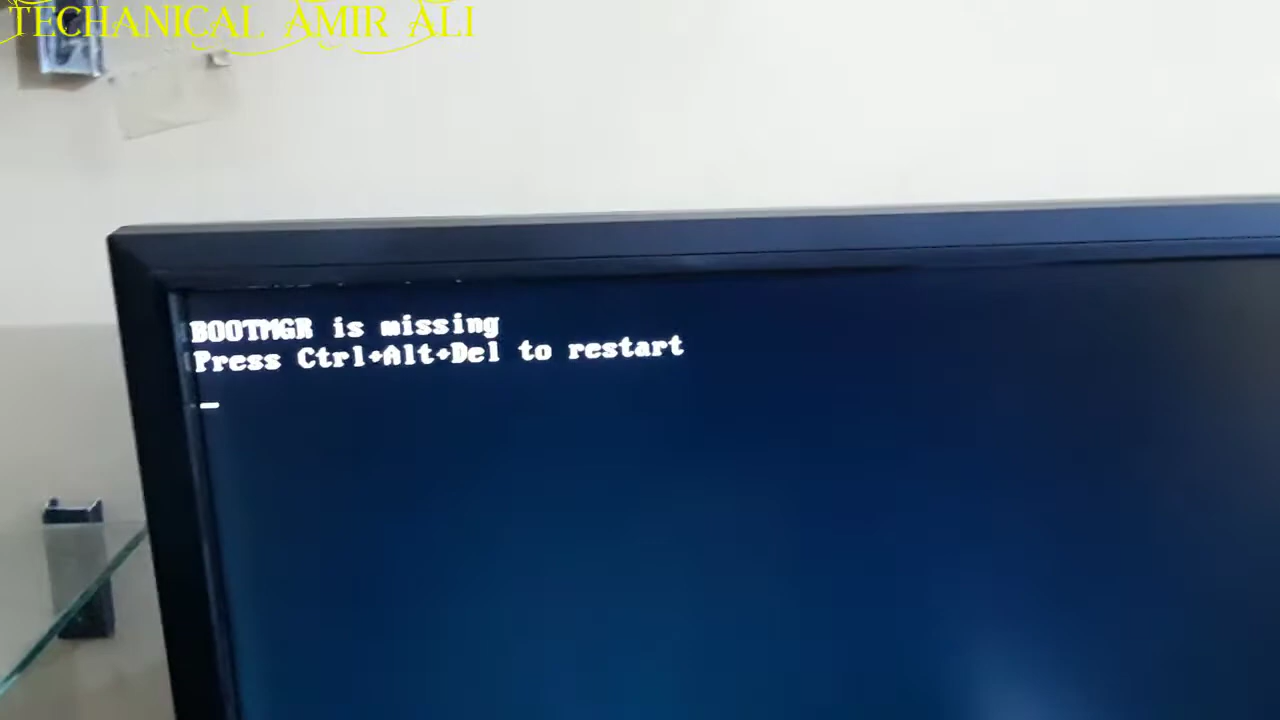 TECHANICAL AMIR ALI
BOOTMGR is missing
Press Ctrl+Alt+Del to restart